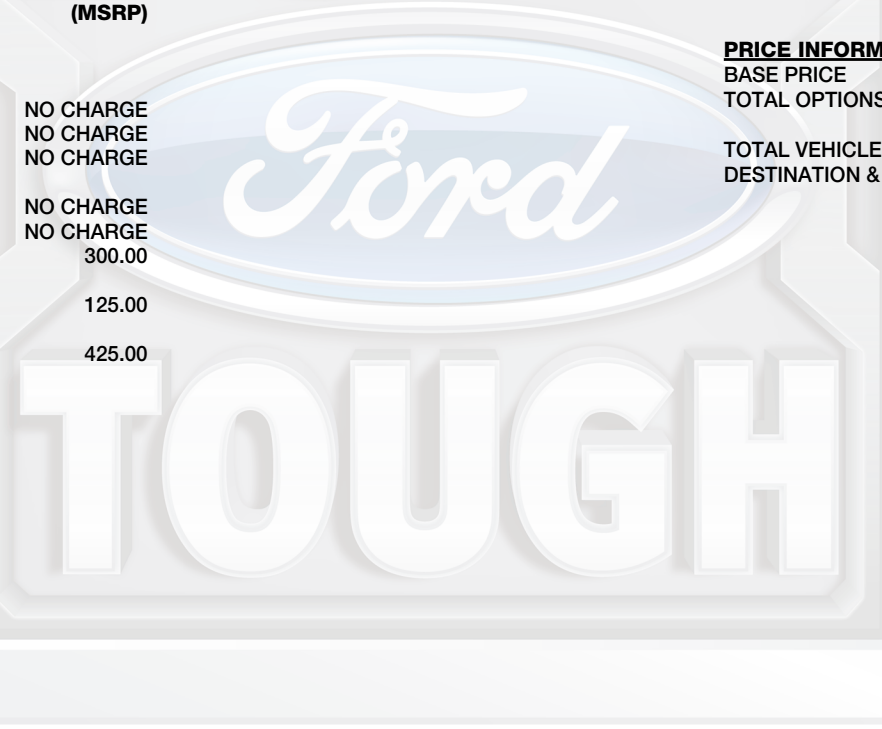 (MSRP)
NO CHARGE
NO CHARGE
NO CHARGE
NO CHARGE
NO CHARGE
300.00
125.00
425.00
PRICE INFORM
BASE PRICE
TOTAL OPTIONS
TOTAL VEHICLE
DESTINATION &
Ford
TOUGH